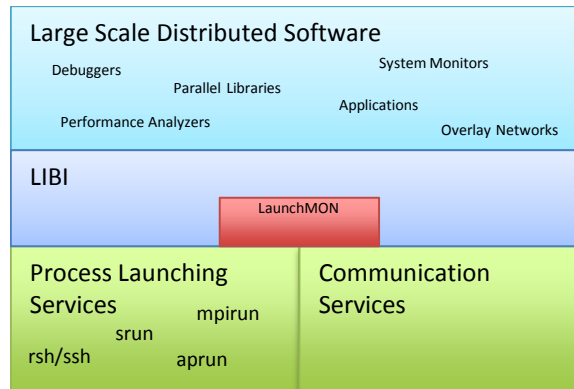 Large Scale Distributed Software
Debuggers
System Monitors
Parallel Libraries
Applications
Performance Analyzers
Overlay Networks
LIBI
LaunchMON
Process Launching
Services
mpirun
srun
rsh/ssh
aprun
Communication
Services